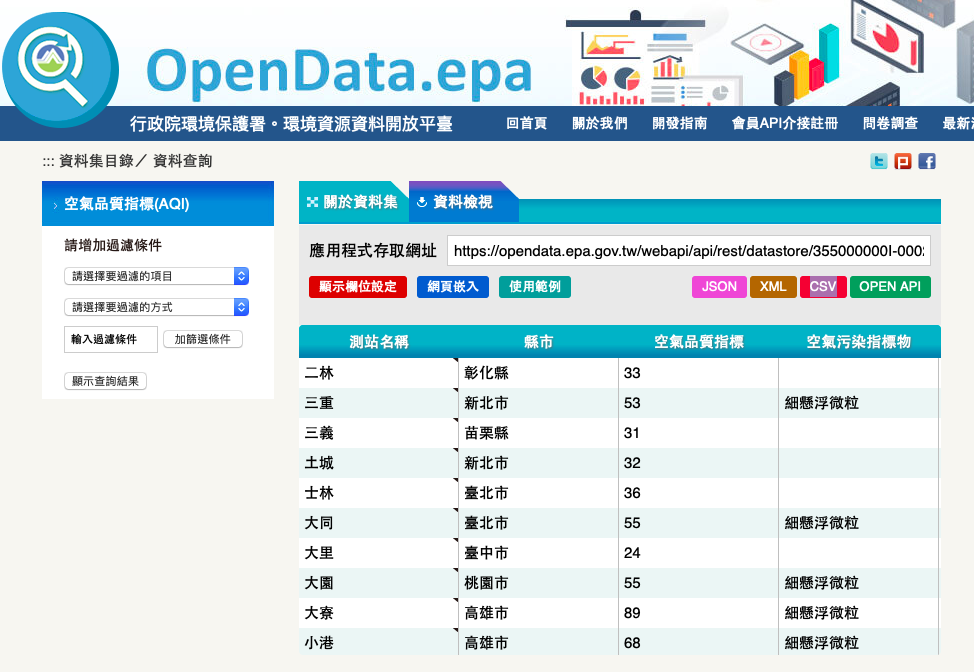 OpenData.epa
行政院環境保護署。環境資源資料開放平臺
回首頁 關於我們 開發指南 會員API介接註冊 問卷調查 最新
::: 資料集目錄／ 資料查詢
空氣品質指標(AQI)
請增加過濾條件
請選擇要過濾的項目
請選擇要過濾的方式
輸入過濾條件 加篩選條件
顯示查詢結果
關於資料集 資料檢視
應用程式存取網址 https://opendata.epa.gov.tw/webapi/api/rest/datastore/355000000I-000
顯示欄位設定 網頁嵌入 使用範例 JSON XML CSV OPEN API
測站名稱 縣市 空氣品質指標 空氣污染指標物
二林 彰化縣 33
三重 新北市 53 細懸浮微粒
三義 苗栗縣 31
土城 新北市 32
士林 臺北市 36
大同 臺北市 55 細懸浮微粒
大里 臺中市 24
大園 桃園市 55 細懸浮微粒
大寮 高雄市 89 細懸浮微粒
小港 高雄市 68 細懸浮微粒